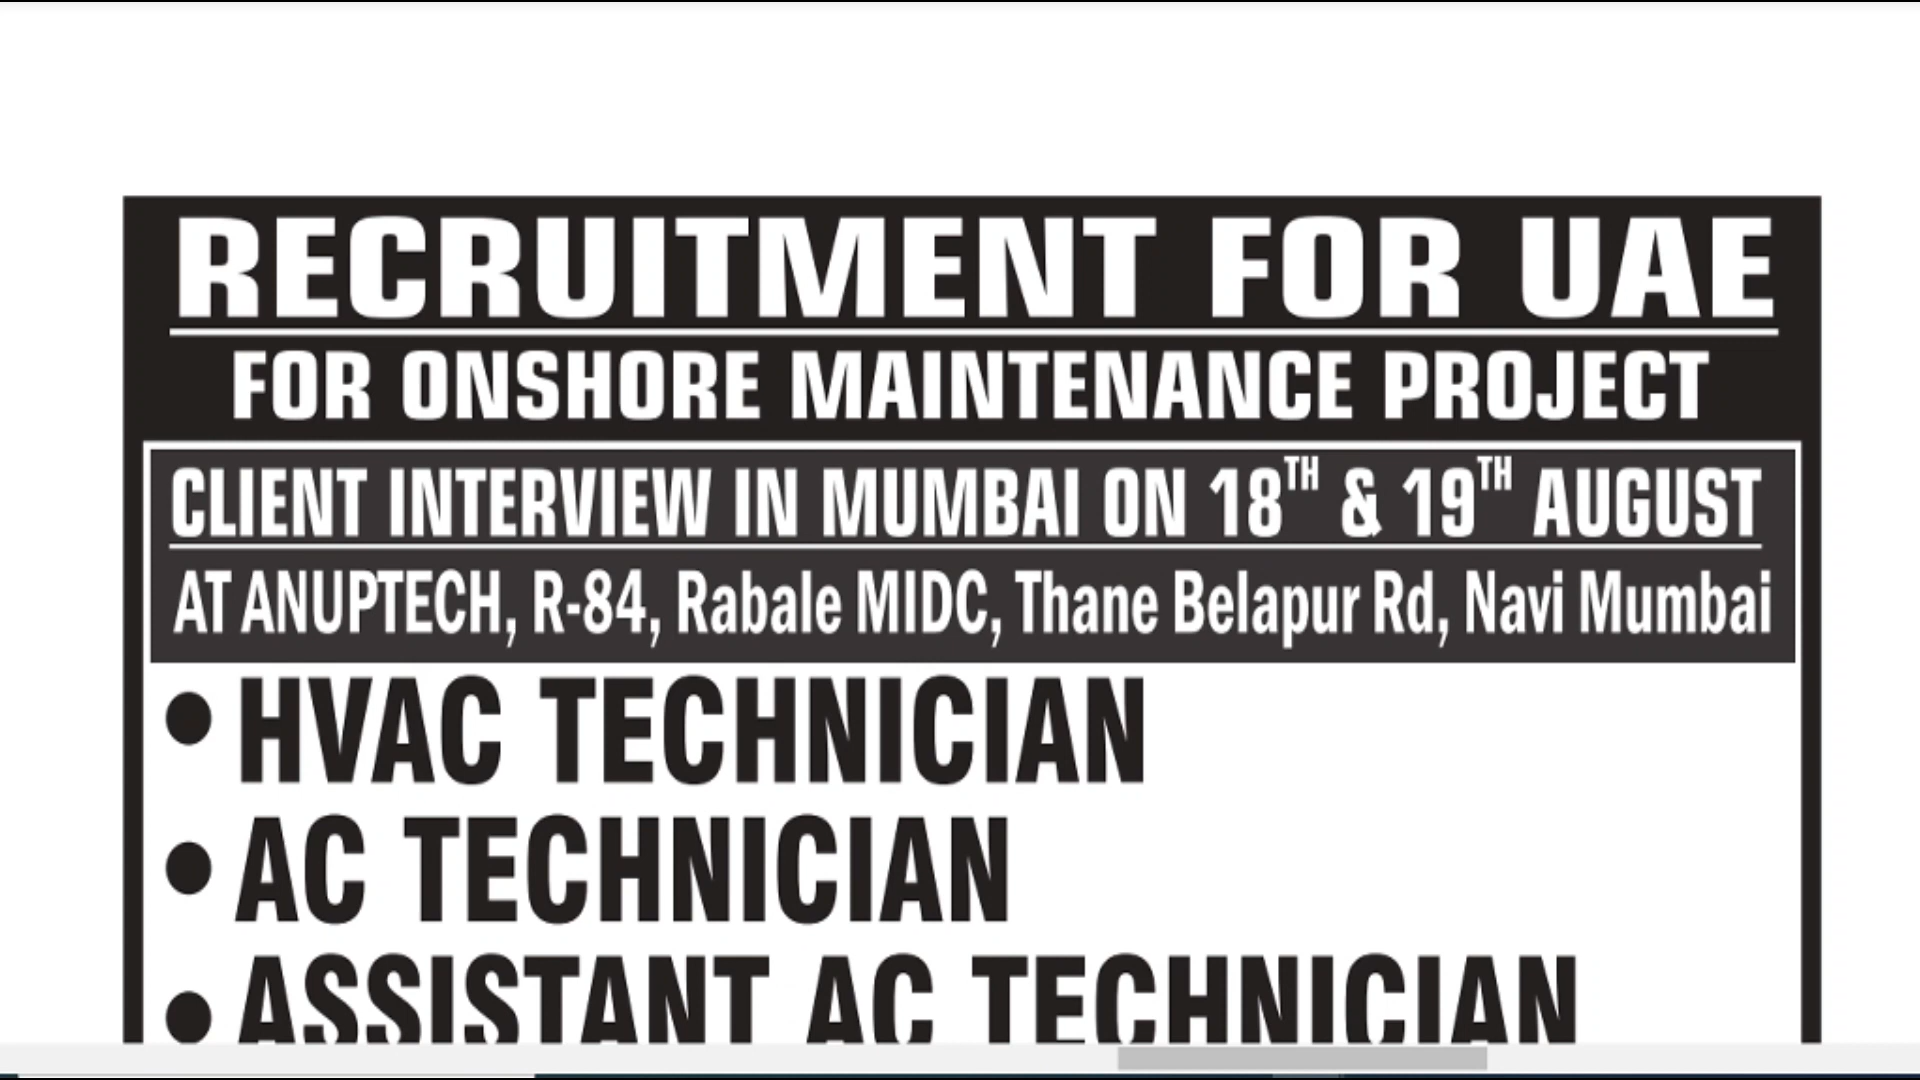 RECRUITMENT FOR UAE
FOR ONSHORE MAINTENANCE PROJECT
CLIENT INTERVIEW IN MUMBAI ON 18TH & 19TH AUGUST
AT ANUPTECH, R-84, Rabale MIDC, Thane Belapur Rd, Navi Mumbai
• HVAC TECHNICIAN
• AC TECHNICIAN
• ASSISTANT AC TECHNICIAN